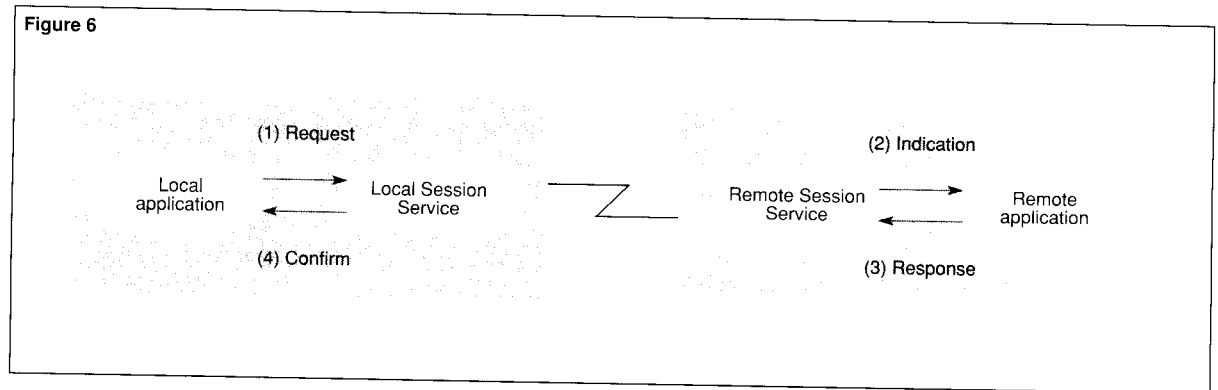 Figure 6
(1) Request
(2) Indication
Local
application
Local Session
Service
Remote Session
Service
Remote
application
(4) Confirm
(3) Response